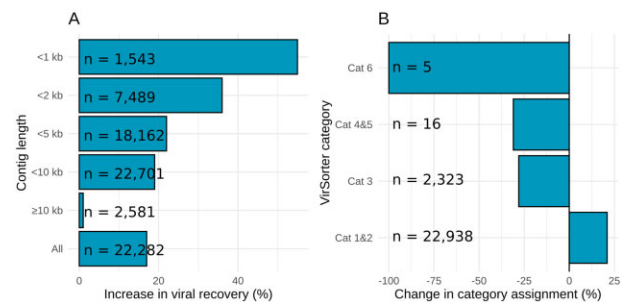 A
Contig length
<1 kb
n = 1,543
<2 kb
n = 7,489
<5 kb
n = 18,162
<10 kb
n = 22,701
≥10 kb
n = 2,581
All
n = 22,282
0
20
40
Increase in viral recovery (%)
B
VirSorter category
Cat 6
n = 5
Cat 4&5
n = 16
Cat 3
n = 2,323
Cat 1&2
n = 22,938
-100
-75
-50
-25
0
25
Change in category assignment (%)